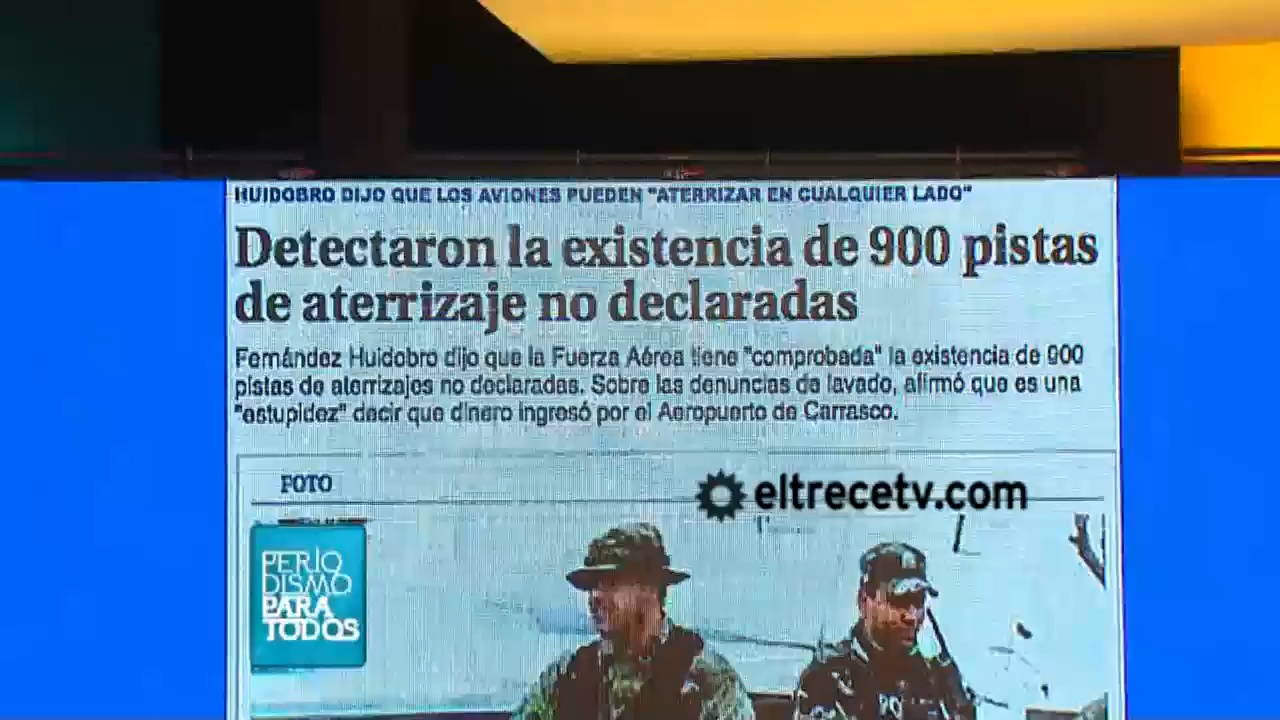 HUIDOBRO DIJO QUE LOS AVIONES PUEDEN "ATERRIZAR EN CUALQUIER LADO"
Detectaron la existencia de 900 pistas
de aterrizaje no declaradas
Fernández Huidobro dijo que la Fuerza Aérea tiene "comprobada" la existencia de 900
pistas de aterrizajes no declaradas. Sobre las denuncias de lavado, afirmó que es una
"estupidez" decir que dinero ingresó por el Aeropuerto de Carrasco.
FOTO
eltrecetv.com
PERIO
DISMO
PARA
TODOS
PO